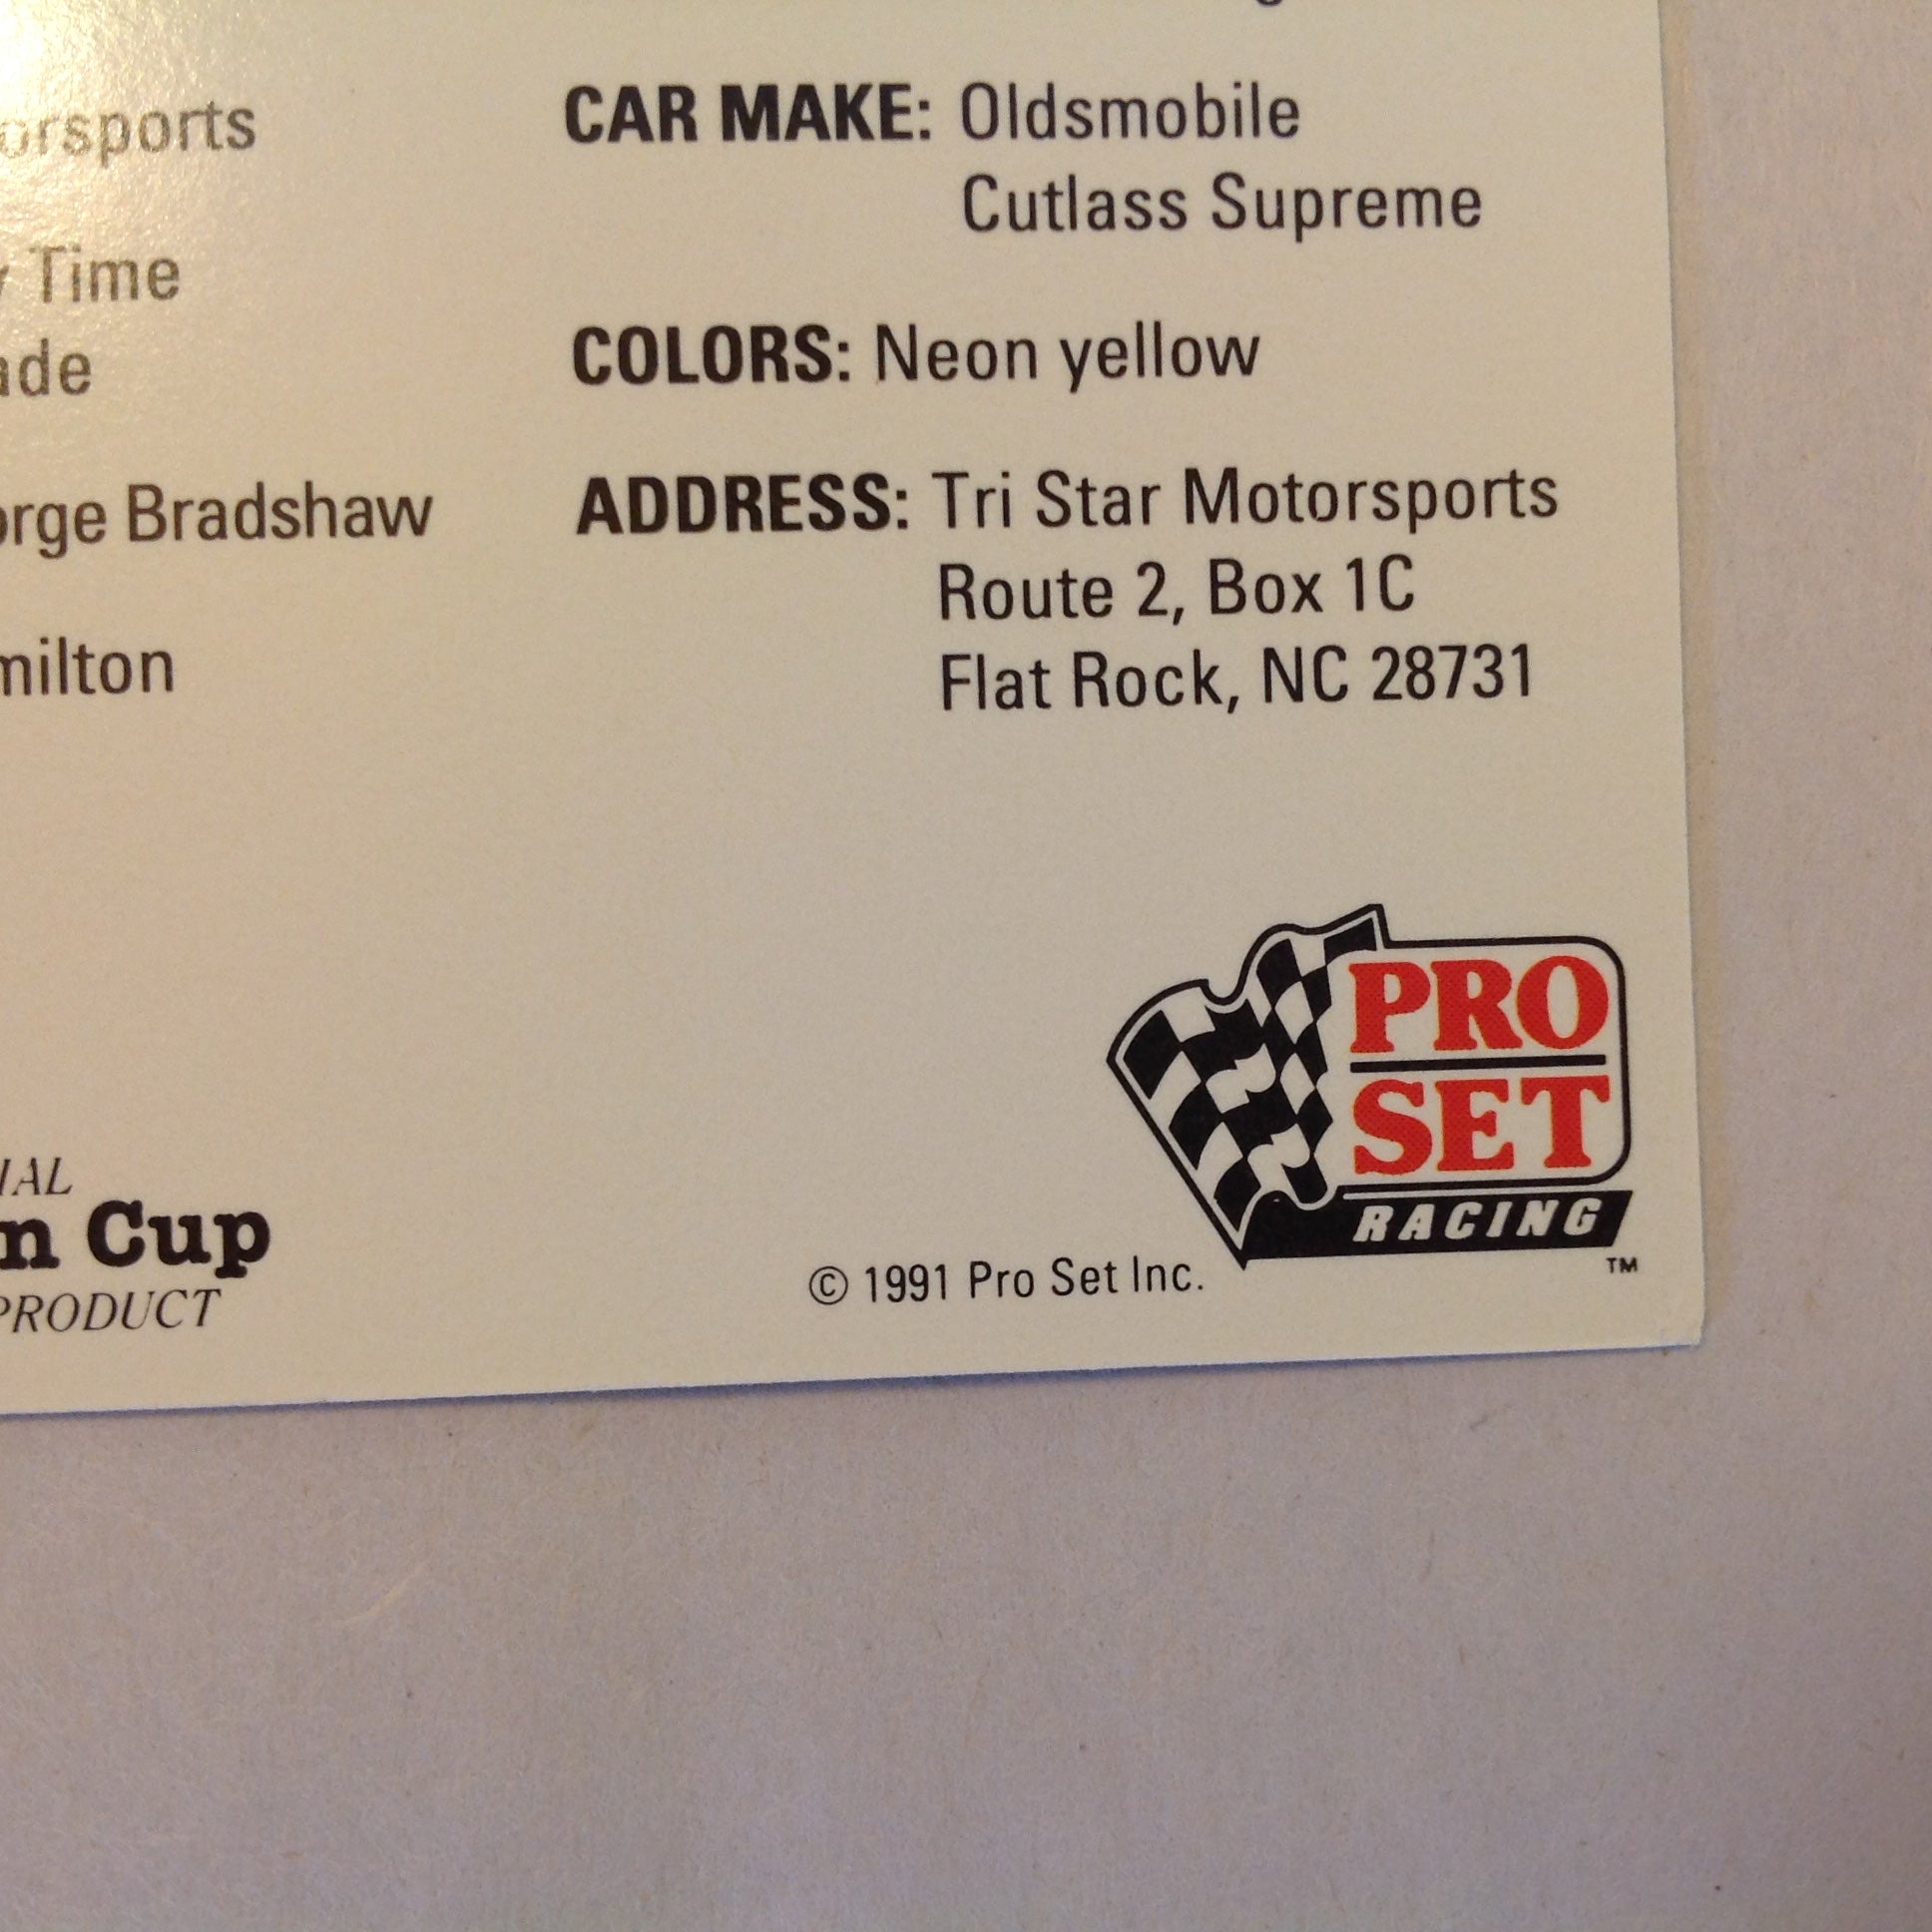 orsports
Time
ade
orge Bradshaw
milton
CAR MAKE: Oldsmobile
Cutlass Supreme
COLORS: Neon yellow
ADDRESS: Tri Star Motorsports
Route 2, Box 1C
Flat Rock, NC 28731
IAL
n Cup
PRODUCT
© 1991 Pro Set Inc.
PRO
SET
RACING
TM